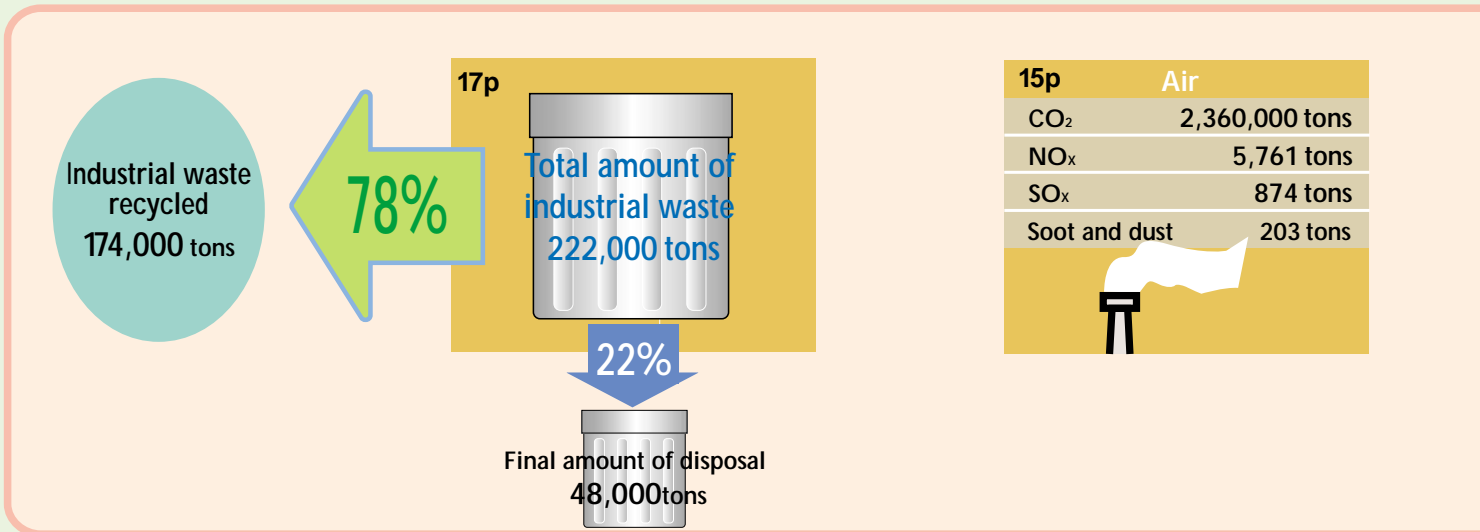 Industrial waste
recycled
174,000 tons
78%
17p
Total amount of
industrial waste
222,000 tons
22%
Final amount of disposal
48,000tons
15p Air
CO₂ 2,360,000 tons
NOx 5,761 tons
SOx 874 tons
Soot and dust 203 tons